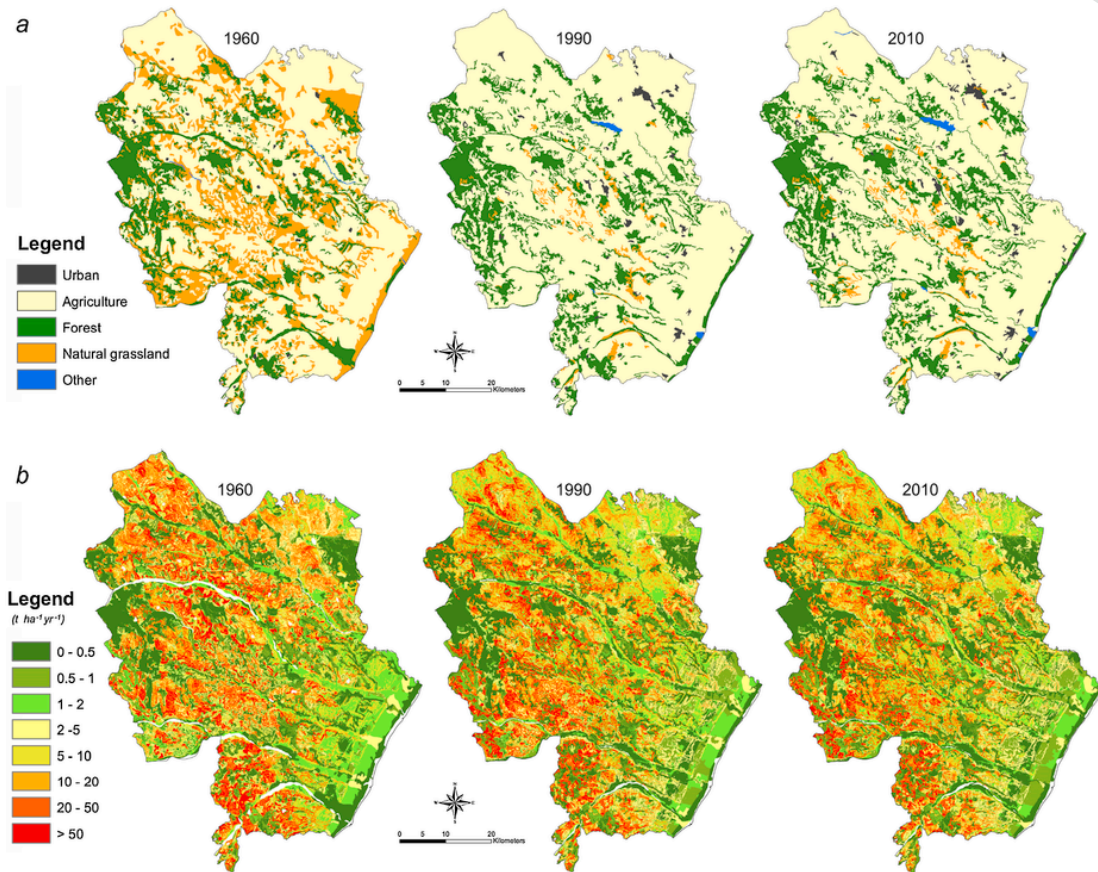 a
1960
1990
2010
Legend
Urban
Agriculture
Forest
Natural grassland
Other
N
W
E
S
0 5 10 20
Kilometers
b
1960
1990
2010
Legend
(t ha⁻¹ yr⁻¹)
0 - 0.5
0.5 - 1
1 - 2
2 -5
5 - 10
10 - 20
20 - 50
> 50
N
W
E
S
0 5 10 20
Kilometers